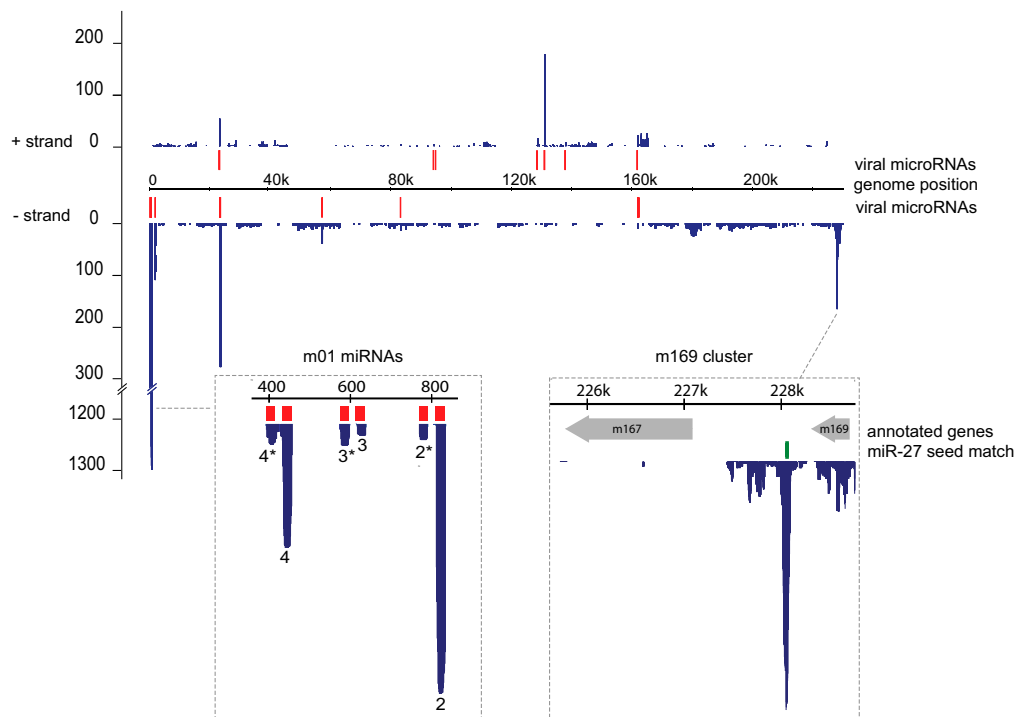 200
100
+ strand 0
viral microRNAs
0 40k 80k 120k 160k 200k
genome position
- strand 0
viral microRNAs
100
200
300
1200
1300
m01 miRNAs
400 600 800
4*
3*
3
2*
4
2
m169 cluster
226k 227k 228k
m167
m169
annotated genes
miR-27 seed match